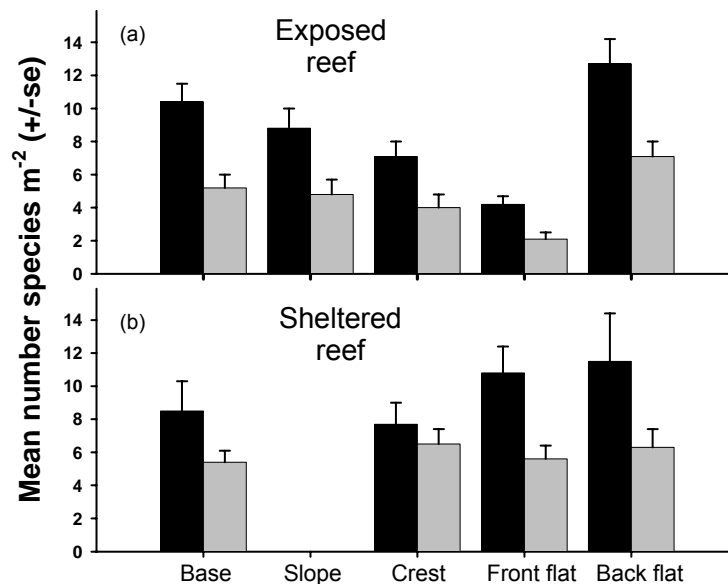 Mean number species m-2 (+/-se)
(a)
Exposed
reef
14
12
10
8
6
4
2
0
(b)
Sheltered
reef
14
12
10
8
6
4
2
0
Base Slope Crest Front flat Back flat